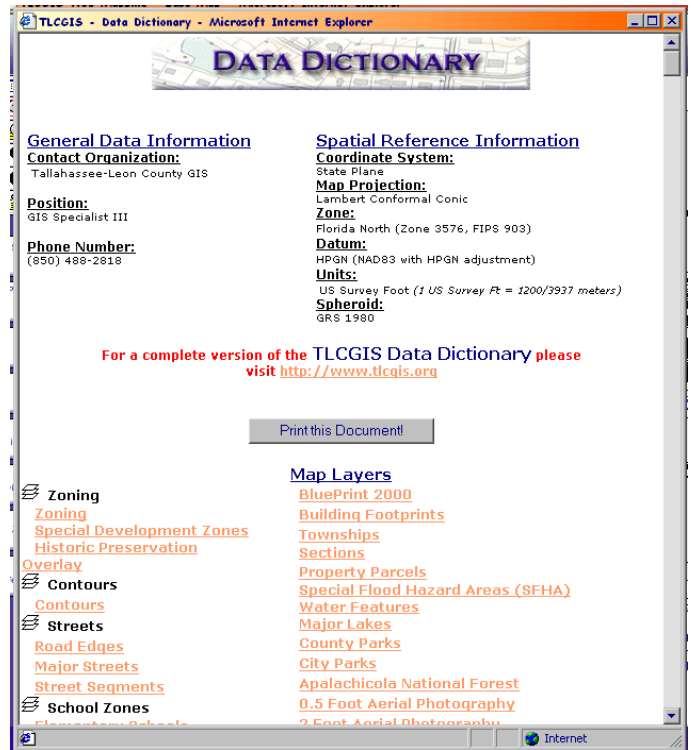 TLCGIS - Data Dictionary - Microsoft Internet Explorer
DATA DICTIONARY
General Data Information
Contact Organization:
Tallahassee-Leon County GIS
Position:
GIS Specialist III
Phone Number:
(850) 488-2818
Spatial Reference Information
Coordinate System:
State Plane
Map Projection:
Lambert Conformal Conic
Zone:
Florida North (Zone 3576, FIPS 903)
Datum:
HPGN (NAD83 with HPGN adjustment)
Units:
US Survey Foot (1 US Survey Ft = 1200/3937 meters)
Spheroid:
GRS 1980
For a complete version of the TLCGIS Data Dictionary please
visit http://www.tlcgis.org
Print this Document!
Map Layers
Zoning
Zoning
Special Development Zones
Historic Preservation
Overlay
Contours
Contours
Streets
Road Edges
Major Streets
Street Segments
School Zones
Elementary Schools
BluePrint 2000
Building Footprints
Townships
Sections
Property Parcels
Special Flood Hazard Areas (SFHA)
Water Features
Major Lakes
County Parks
City Parks
Apalachicola National Forest
0.5 Foot Aerial Photography
2 Foot Aerial Photography
Internet